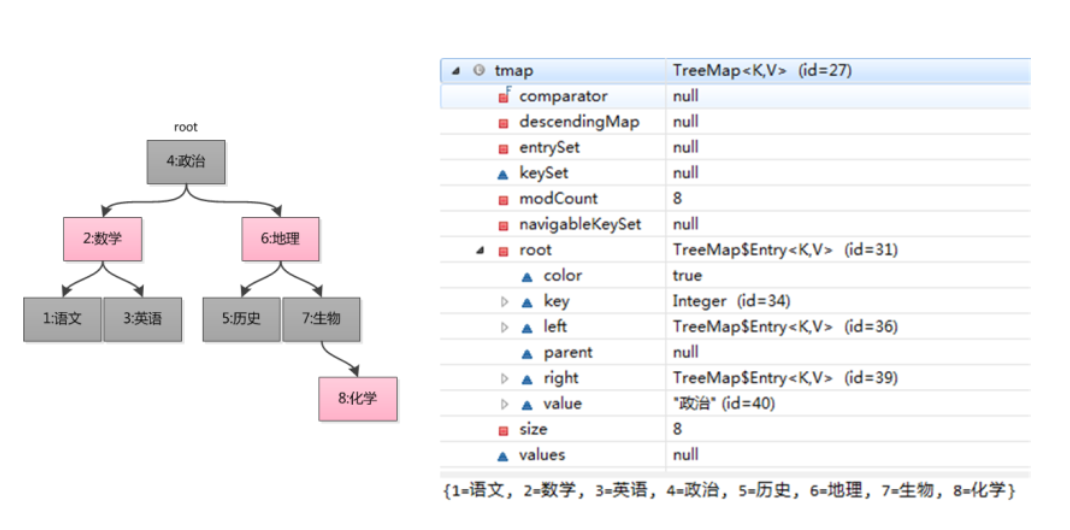 root
4:政治
2:数学
6:地理
1:语文
3:英语
5:历史
7:生物
8:化学
tmap TreeMap<K,V> (id=27)
F comparator null
descendingMap null
entrySet null
keySet null
modCount 8
navigableKeySet null
root TreeMap$Entry<K,V> (id=31)
color true
key Integer (id=34)
left TreeMap$Entry<K,V> (id=36)
parent null
right TreeMap$Entry<K,V> (id=39)
value "政治" (id=40)
size 8
values null
{1=语文, 2=数学, 3=英语, 4=政治, 5=历史, 6=地理, 7=生物, 8=化学}